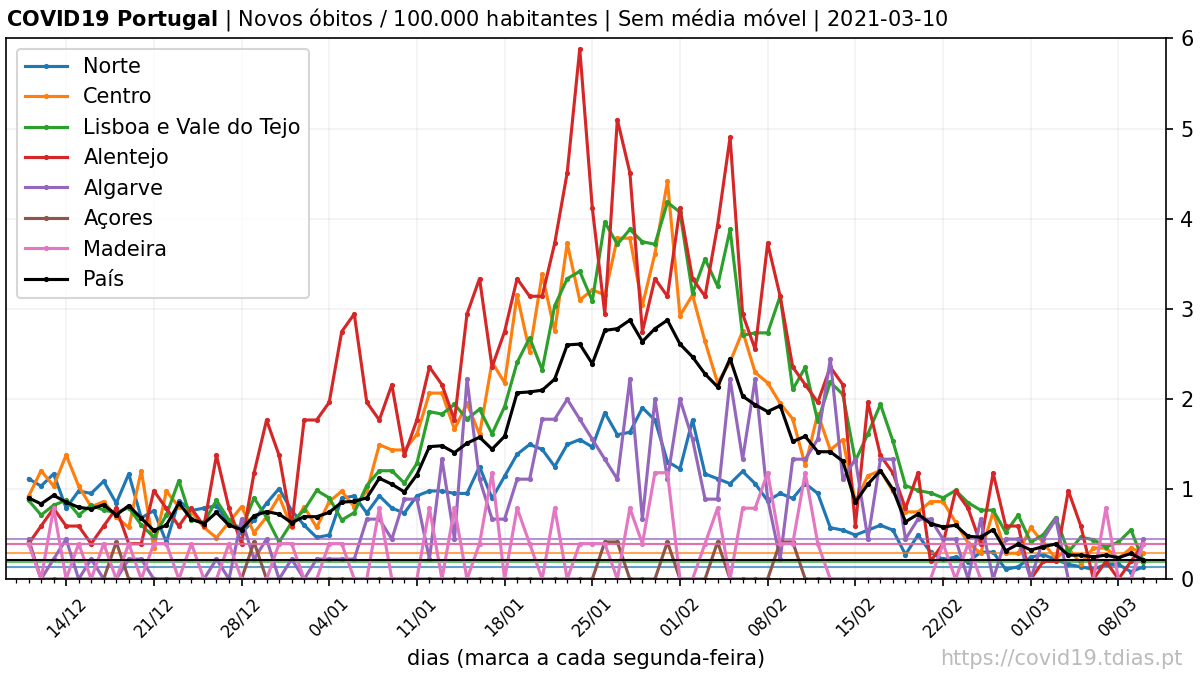 COVID19 Portugal | Novos óbitos / 100.000 habitantes | Sem média móvel | 2021-03-10
Norte
Centro
Lisboa e Vale do Tejo
Alentejo
Algarve
Açores
Madeira
País
6
5
4
3
2
1
0
14/12
21/12
28/12
04/01
11/01
18/01
25/01
01/02
08/02
15/02
22/02
01/03
08/03
dias (marca a cada segunda-feira)
https://covid19.tdias.pt